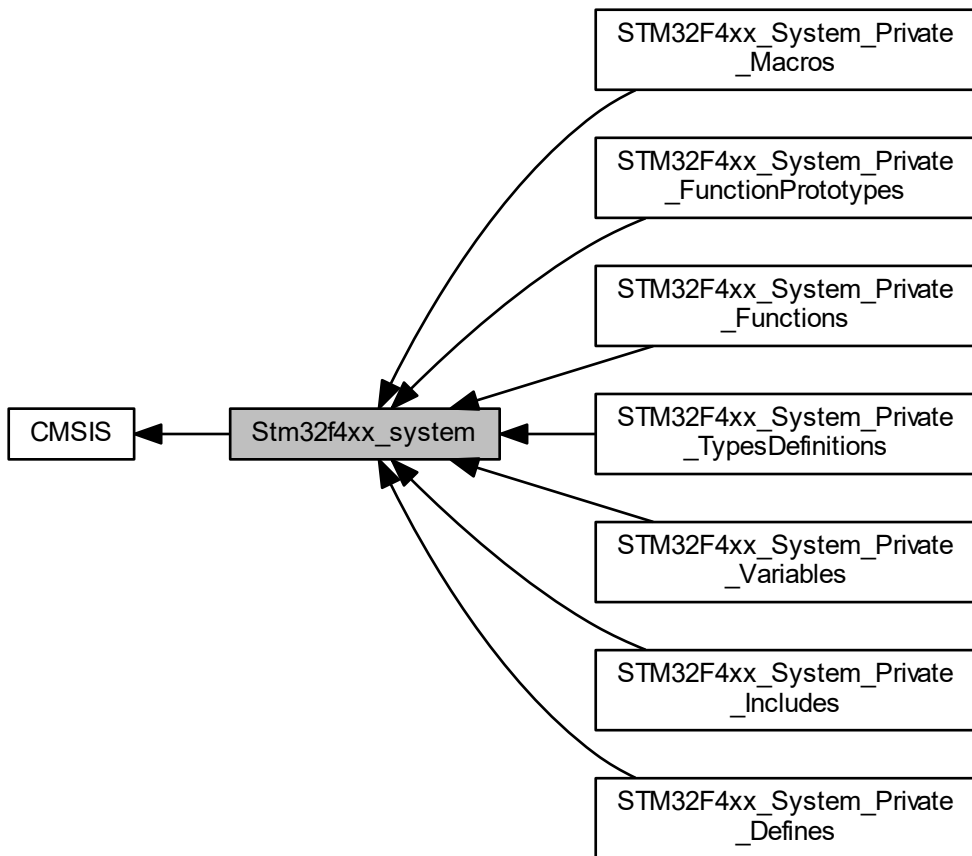 STM32F4xx_System_Private
_Macros
STM32F4xx_System_Private
_FunctionPrototypes
STM32F4xx_System_Private
_Functions
CMSIS
Stm32f4xx_system
STM32F4xx_System_Private
_TypesDefinitions
STM32F4xx_System_Private
_Variables
STM32F4xx_System_Private
_Includes
STM32F4xx_System_Private
_Defines